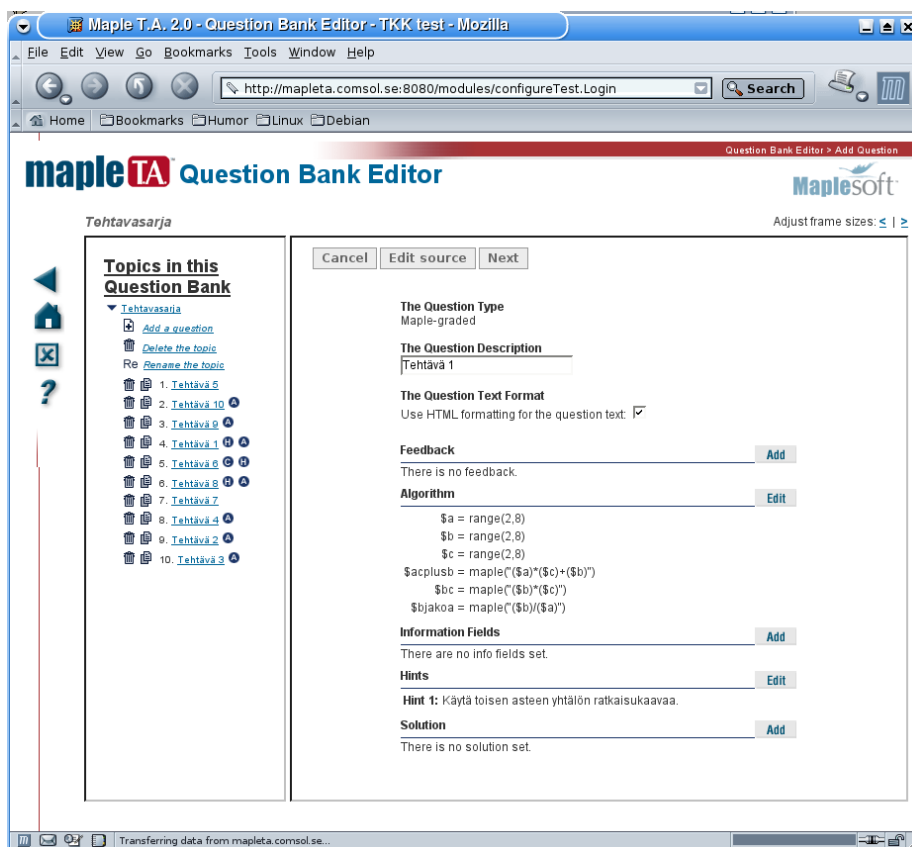 Maple T.A. 2.0 - Question Bank Editor - TKK test - Mozilla
File Edit View Go Bookmarks Tools Window Help
http://mapleta.comsol.se:8080/modules/configureTest.Login Search
Home Bookmarks Humor Linux Debian
Question Bank Editor > Add Question
maple TA Question Bank Editor
Maplesoft
Tehtavasarja
Adjust frame sizes: < | >
Topics in this
Question Bank
Tehtavasarja
Add a question
Delete the topic
Re Rename the topic
1. Tehtävä 5
2. Tehtävä 10 A
3. Tehtävä 9 A
4. Tehtävä 1 H A
5. Tehtävä 6 C H
6. Tehtävä 8 H A
7. Tehtävä 7
8. Tehtävä 4 A
9. Tehtävä 2 A
10. Tehtävä 3 A
Cancel Edit source Next
The Question Type
Maple-graded
The Question Description
Tehtävä 1
The Question Text Format
Use HTML formatting for the question text:
Feedback Add
There is no feedback.
Algorithm Edit
$a = range(2,8)
$b = range(2,8)
$c = range(2,8)
$acplusb = maple("($a)*($c)+($b)")
$bc = maple("($b)*($c)")
$bjakoa = maple("($b)/($a)")
Information Fields Add
There are no info fields set.
Hints Edit
Hint 1: Käytä toisen asteen yhtälön ratkaisukaavaa.
Solution Add
There is no solution set.
Transferring data from mapleta.comsol.se...